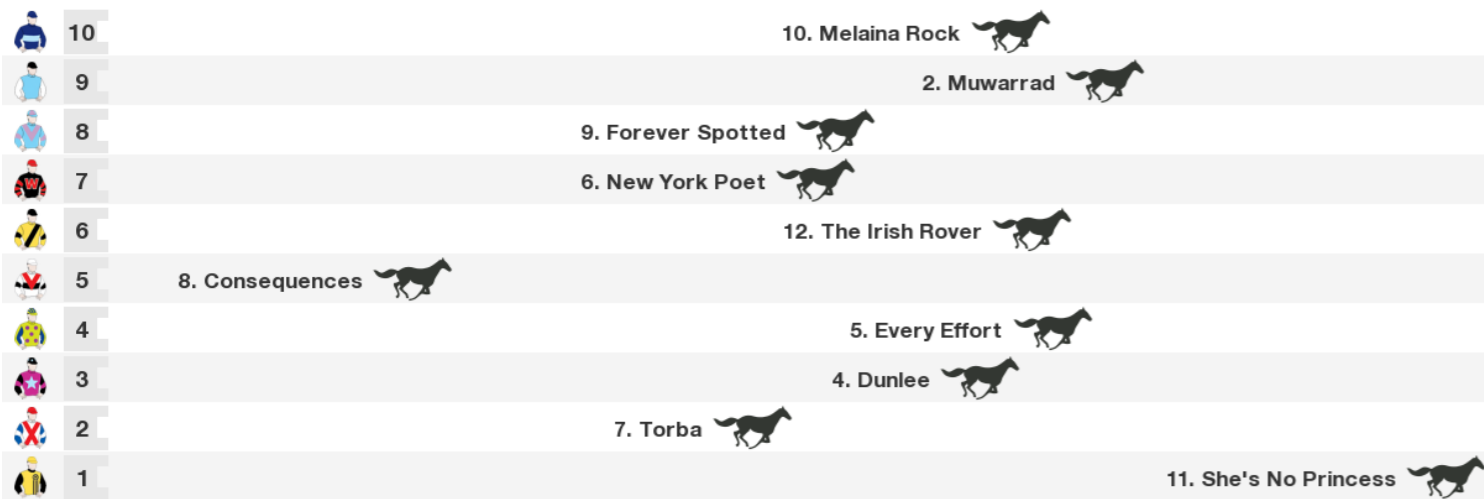 10 10. Melaina Rock
9 2. Muwarrad
8 9. Forever Spotted
7 W 6. New York Poet
6 12. The Irish Rover
5 8. Consequences
4 5. Every Effort
3 4. Dunlee
2 7. Torba
1 11. She's No Princess